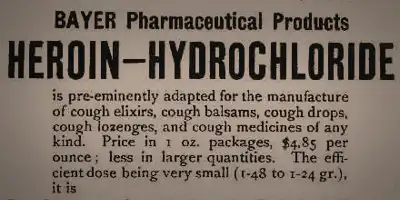 BAYER Pharmaceutical Products
HEROIN—HYDROCHLORIDE
is pre-eminently adapted for the manufacture
of cough elixirs, cough balsams, cough drops,
cough lozenges, and cough medicines of any
kind. Price in 1 oz. packages, $4.85 per
ounce; less in larger quantities. The effi-
cient dose being very small (1-48 to 1-24 gr.),
it is